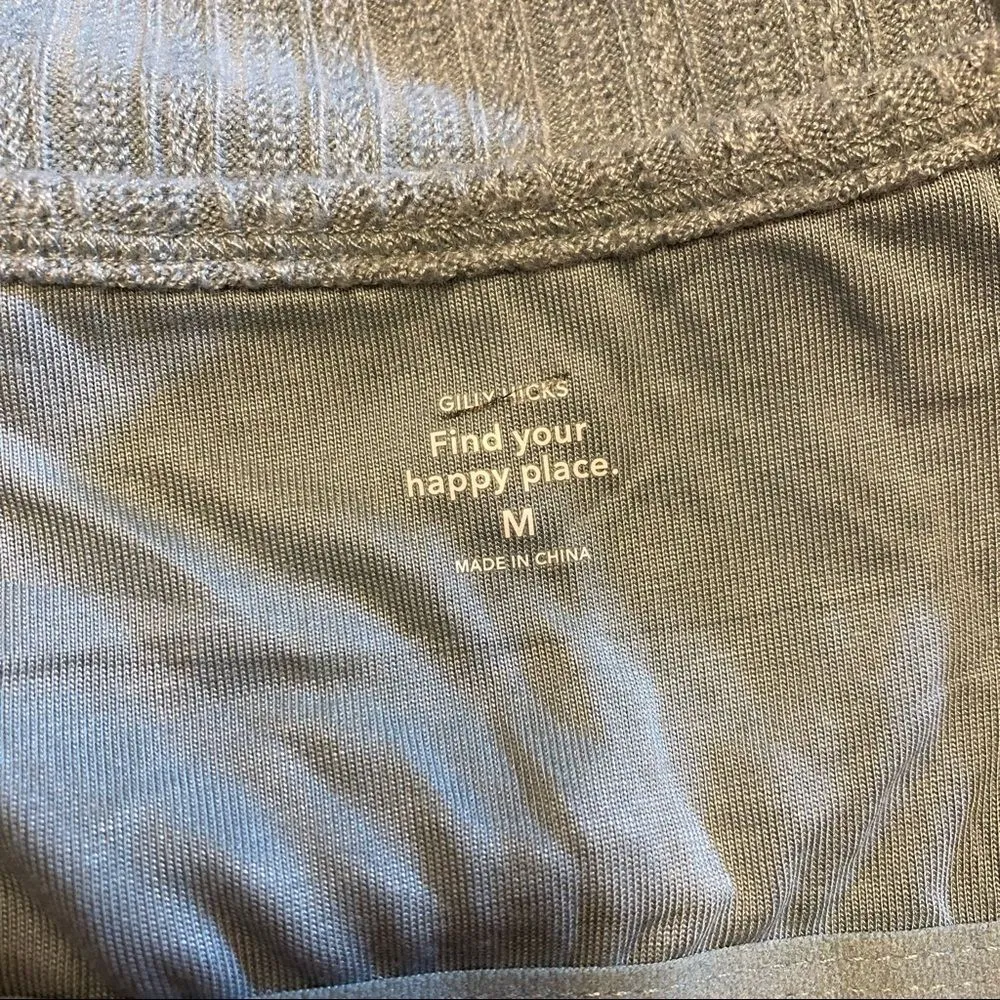 GILLY HICKS
Find your
happy place.
M
MADE IN CHINA